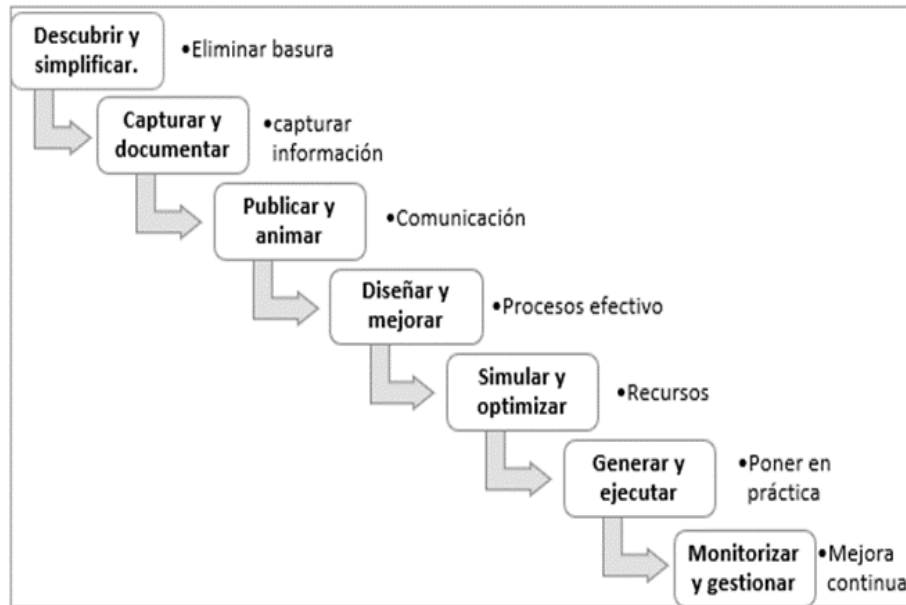 Descubrir y
simplificar.
•Eliminar basura
Capturar y
documentar
•capturar
información
Publicar y
animar
•Comunicación
Diseñar y
mejorar
•Procesos efectivo
Simular y
optimizar
•Recursos
Generar y
ejecutar
•Poner en
práctica
Monitorizar
y gestionar
•Mejora
continua